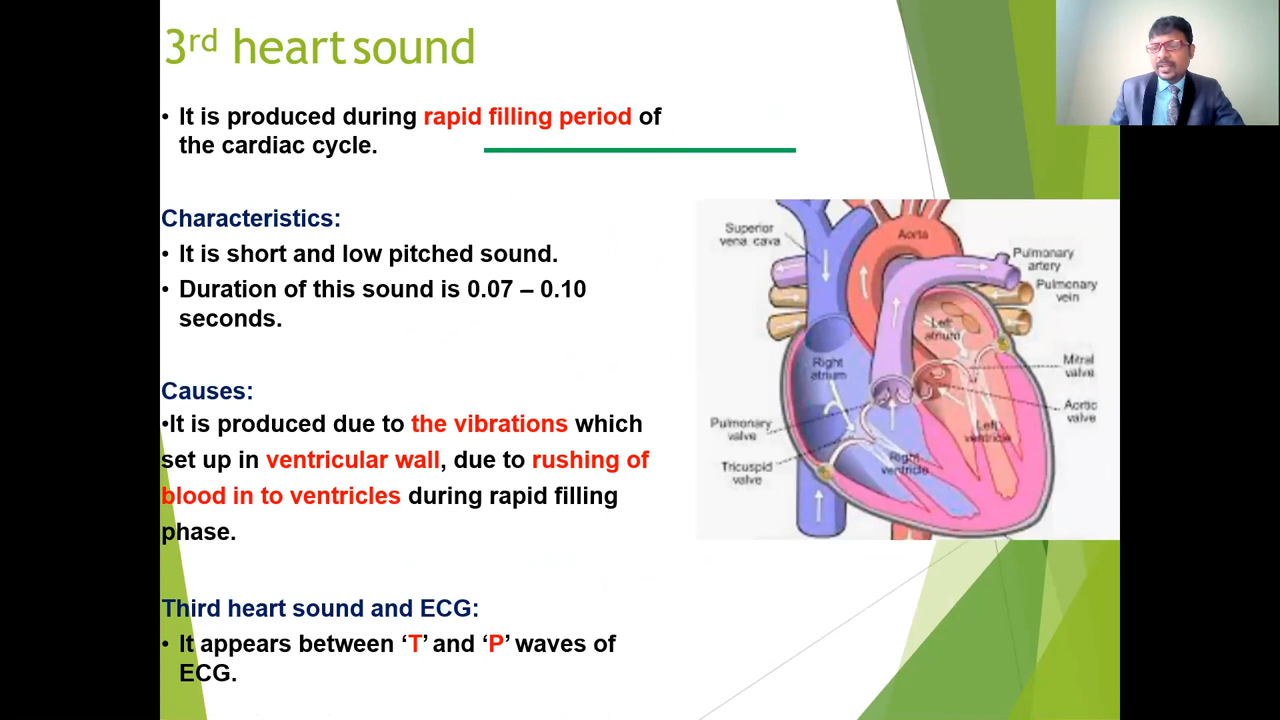 3rd heart sound
• It is produced during rapid filling period of
the cardiac cycle.
Characteristics:
• It is short and low pitched sound.
• Duration of this sound is 0.07 – 0.10
seconds.
Causes:
•It is produced due to the vibrations which
set up in ventricular wall, due to rushing of
blood in to ventricles during rapid filling
phase.
Third heart sound and ECG:
• It appears between ‘T’ and ‘P’ waves of
ECG.
Superior
vena cava
Aorta
Pulmonary
artery
Pulmonary
vein
Left
atrium
Right
atrium
Mitral
valve
Aortic
valve
Pulmonary
valve
Left
ventricle
Tricuspid
valve
Right
ventricle